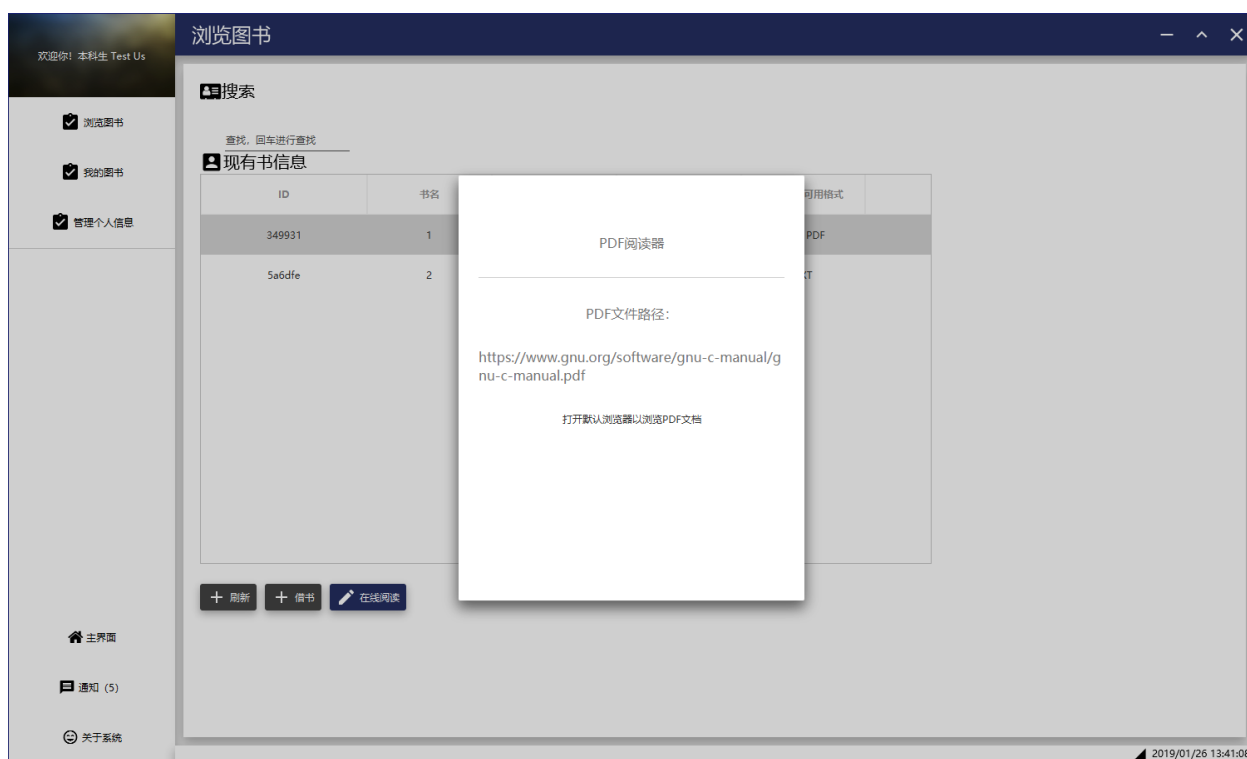 浏览图书
欢迎你！本科生 Test Us
浏览图书
我的图书
管理个人信息
搜索
查找，回车进行查找
现有书信息
ID 书名 可用格式
349931 1 PDF
5a6dfe 2
PDF阅读器
PDF文件路径：
https://www.gnu.org/software/gnu-c-manual/g
nu-c-manual.pdf
打开默认浏览器以浏览PDF文档
刷新 借书 在线阅读
主界面
通知（5）
关于系统
2019/01/26 13:41:08